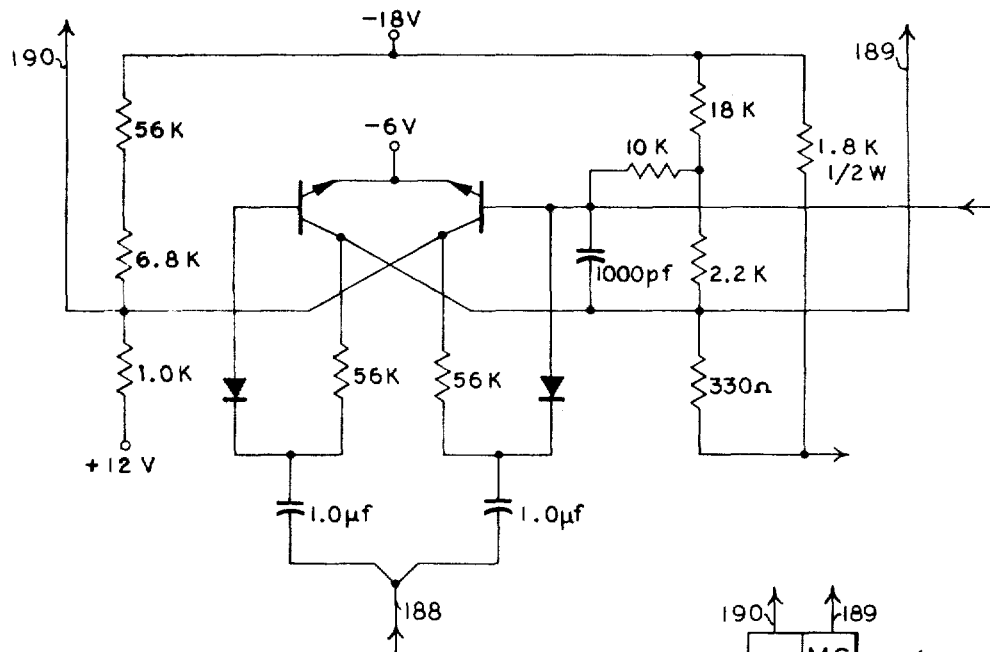 -18V
190
189
56K
18K
-6V
10K
1.8K
1/2W
6.8K
1000pf
2.2K
1.0K
56K
56K
330Ω
+12V
1.0μf
1.0μf
188
190
189